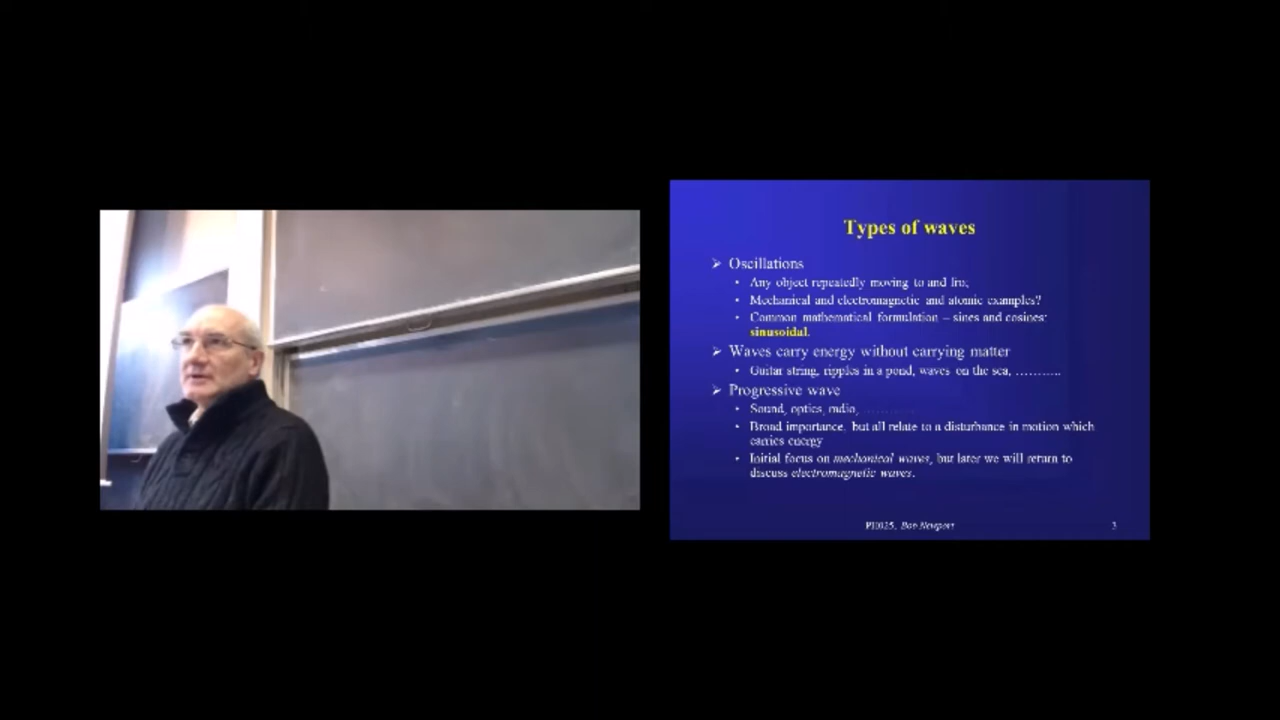 Types of waves
➢ Oscillations
• Any object repeatedly moving to and fro;
• Mechanical and electromagnetic and atomic examples?
• Common mathematical formulation – sines and cosines:
sinusoidal.
➢ Waves carry energy without carrying matter
• Guitar string, ripples in a pond, waves on the sea, ………..
➢ Progressive wave
• Sound, optics, radio, …………
• Broad importance, but all relate to a disturbance in motion which
carries energy
• Initial focus on mechanical waves, but later we will return to
discuss electromagnetic waves.
PH025, Bob Newport
3